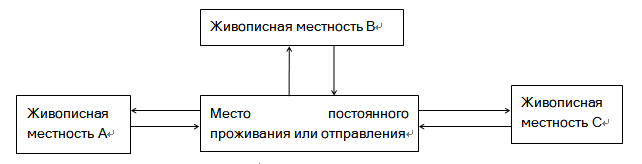 Живописная местность В
Живописная
местность А
Место постоянного
проживания или отправления
Живописная
местность С